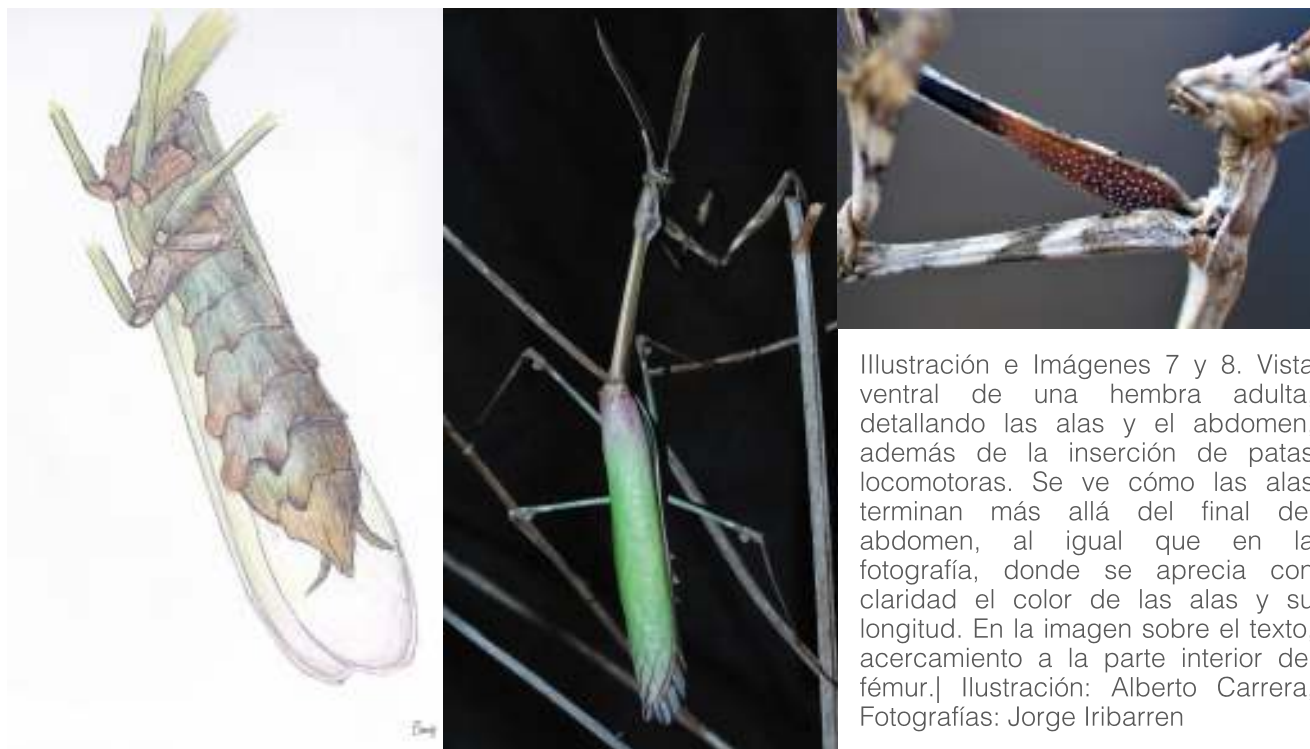 IIlustración e Imágenes 7 y 8. Vista
ventral de una hembra adulta,
detallando las alas y el abdomen,
además de la inserción de patas
locomotoras. Se ve cómo las alas
terminan más allá del final de
abdomen, al igual que en la
fotografía, donde se aprecia con
claridad el color de las alas y su
longitud. En la imagen sobre el texto,
acercamiento a la parte interior de
fémur.| Ilustración: Alberto Carrera.
Fotografías: Jorge Iribarren